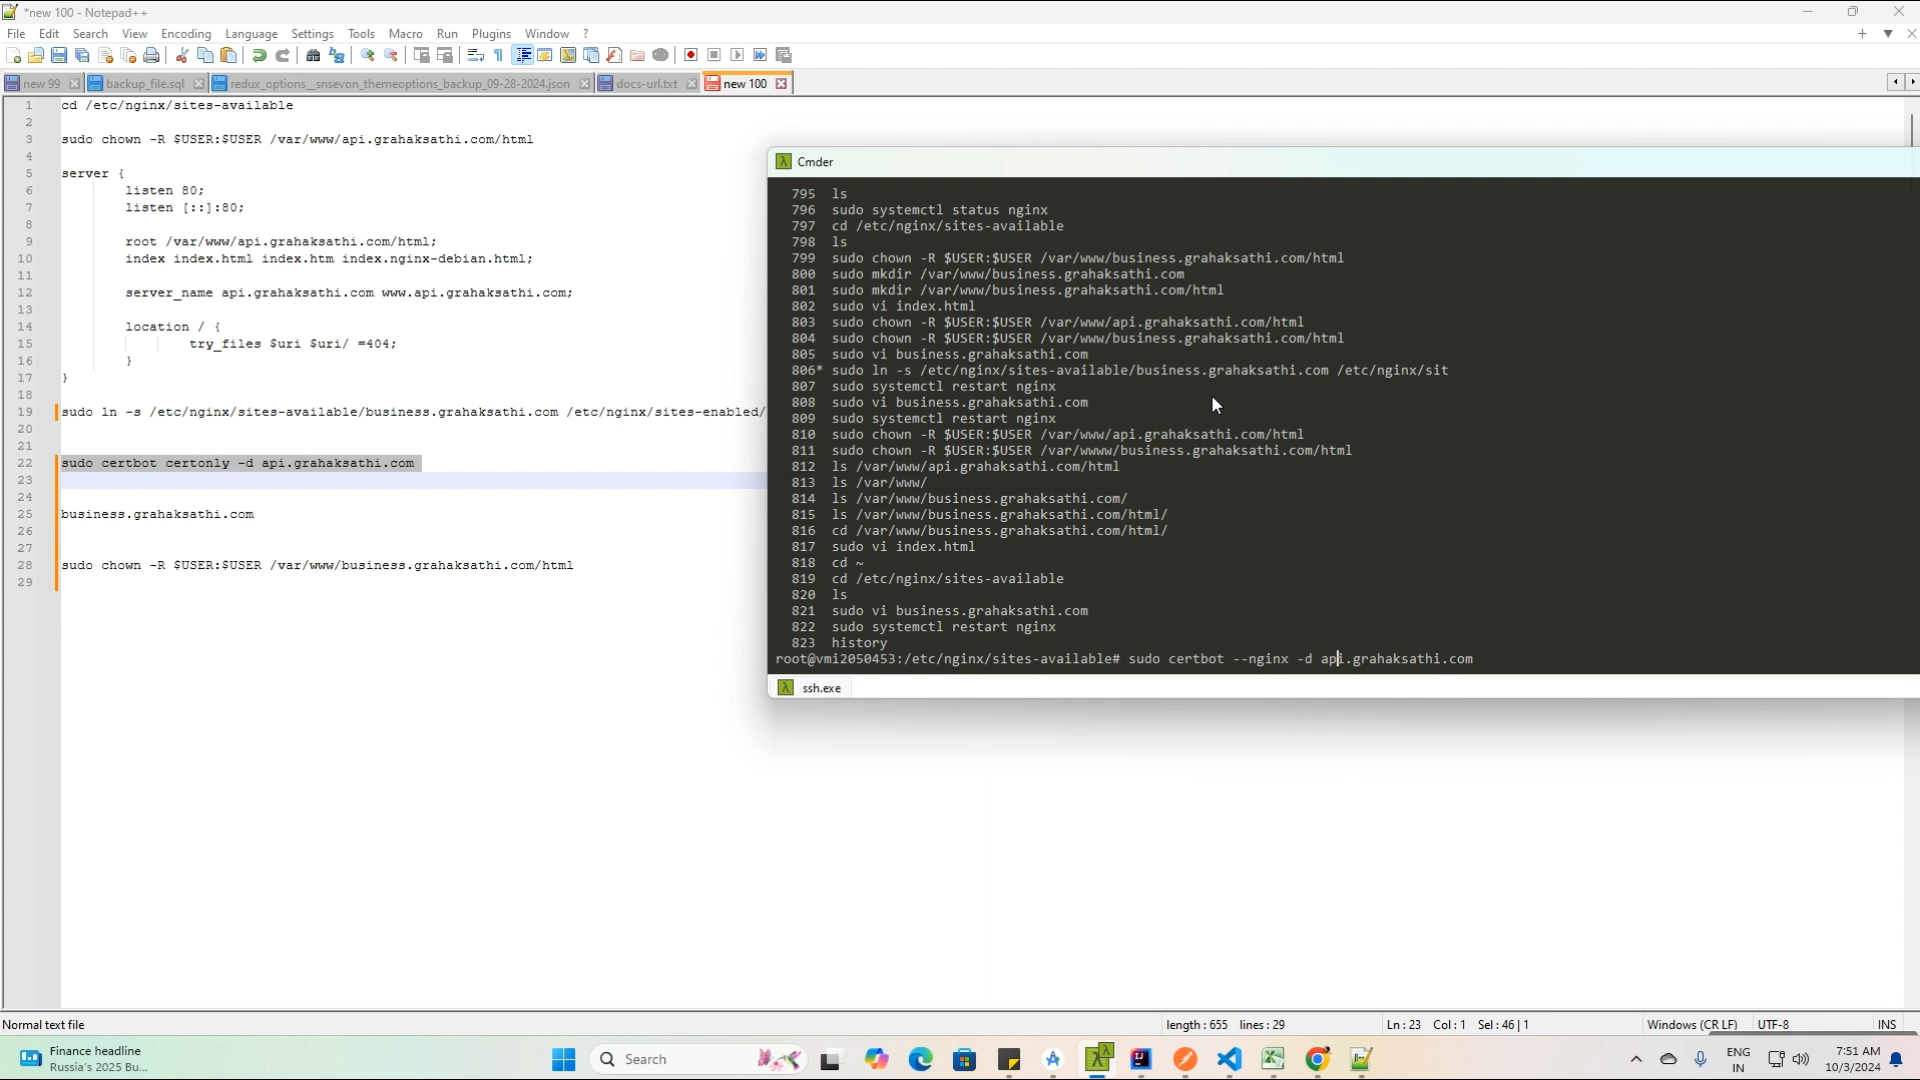 *new 100 - Notepad++
File Edit Search View Encoding Language Settings Tools Macro Run Plugins Window ?
new 99 backup_file.sql redux_options__snsevon_themeoptions_backup_09-28-2024.json docs-url.txt new 100
1 cd /etc/nginx/sites-available
2
3 sudo chown -R $USER:$USER /var/www/api.grahaksathi.com/html
4
5 server {
6 listen 80;
7 listen [::]:80;
8
9 root /var/www/api.grahaksathi.com/html;
10 index index.html index.htm index.nginx-debian.html;
11
12 server_name api.grahaksathi.com www.api.grahaksathi.com;
13
14 location / {
15 try_files $uri $uri/ =404;
16 }
17 }
18
19 sudo ln -s /etc/nginx/sites-available/business.grahaksathi.com /etc/nginx/sites-enabled/
20
21
22 sudo certbot certonly -d api.grahaksathi.com
23
24
25 business.grahaksathi.com
26
27
28 sudo chown -R $USER:$USER /var/www/business.grahaksathi.com/html
29
Cmder
795 ls
796 sudo systemctl status nginx
797 cd /etc/nginx/sites-available
798 ls
799 sudo chown -R $USER:$USER /var/www/business.grahaksathi.com/html
800 sudo mkdir /var/www/business.grahaksathi.com
801 sudo mkdir /var/www/business.grahaksathi.com/html
802 sudo vi index.html
803 sudo chown -R $USER:$USER /var/www/api.grahaksathi.com/html
804 sudo chown -R $USER:$USER /var/www/business.grahaksathi.com/html
805 sudo vi business.grahaksathi.com
806* sudo ln -s /etc/nginx/sites-available/business.grahaksathi.com /etc/nginx/sit
807 sudo systemctl restart nginx
808 sudo vi business.grahaksathi.com
809 sudo systemctl restart nginx
810 sudo chown -R $USER:$USER /var/www/api.grahaksathi.com/html
811 sudo chown -R $USER:$USER /var/wwww/business.grahaksathi.com/html
812 ls /var/www/api.grahaksathi.com/html
813 ls /var/www/
814 ls /var/www/business.grahaksathi.com/
815 ls /var/www/business.grahaksathi.com/html/
816 cd /var/www/business.grahaksathi.com/html/
817 sudo vi index.html
818 cd ~
819 cd /etc/nginx/sites-available
820 ls
821 sudo vi business.grahaksathi.com
822 sudo systemctl restart nginx
823 history
root@vmi2050453:/etc/nginx/sites-available# sudo certbot --nginx -d api.grahaksathi.com
ssh.exe
Normal text file length : 655 lines : 29 Ln : 23 Col : 1 Sel : 46 | 1 Windows (CR LF) UTF-8 INS
Finance headline
Russia's 2025 Bu...
Search
ENG
IN
7:51 AM
10/3/2024